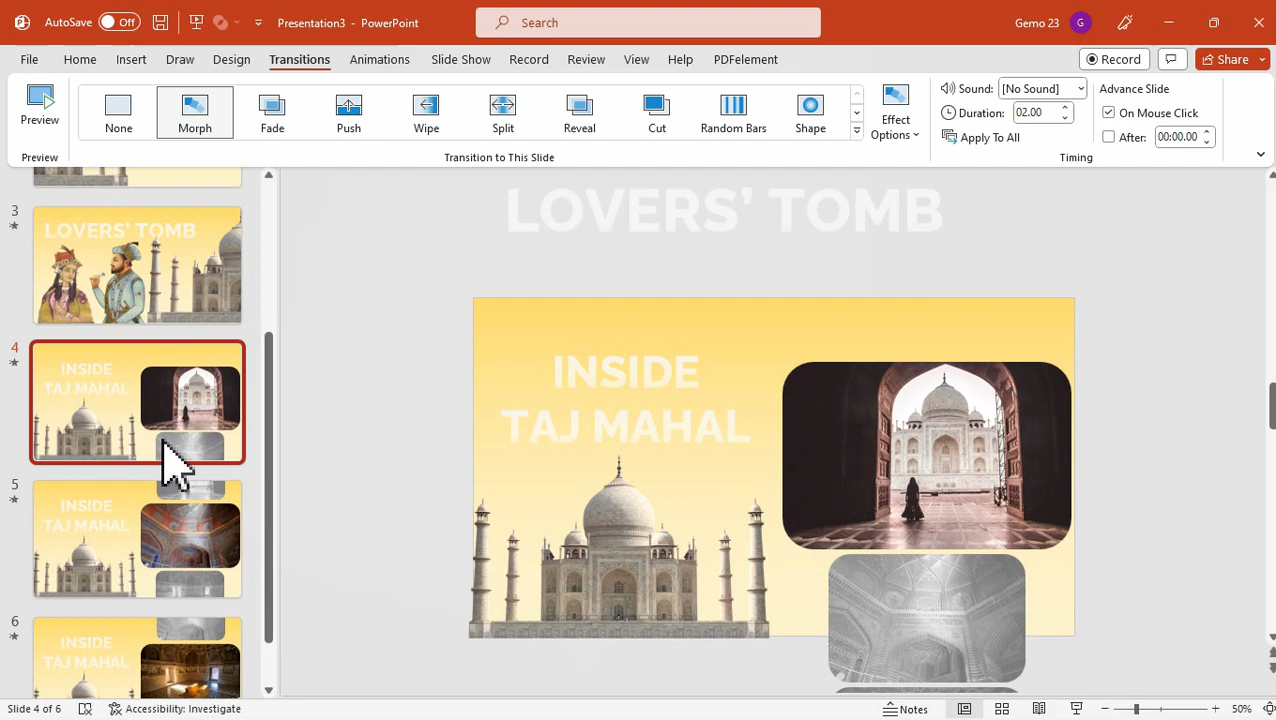 AutoSave Off Presentation3 - PowerPoint Search Gemo 23 G
File Home Insert Draw Design Transitions Animations Slide Show Record Review View Help PDFelement Record Share
Preview None Morph Fade Push Wipe Split Reveal Cut Random Bars Shape Effect Options
Sound: [No Sound] Advance Slide
Duration: 02.00 On Mouse Click
Apply To All After: 00:00.00
Preview Transition to This Slide Timing
3
LOVERS' TOMB
4
INSIDE
TAJ MAHAL
5
INSIDE
TAJ MAHAL
6
INSIDE
TAJ MAHAL
LOVERS' TOMB
INSIDE
TAJ MAHAL
Slide 4 of 6 Accessibility: Investigate Notes 50%